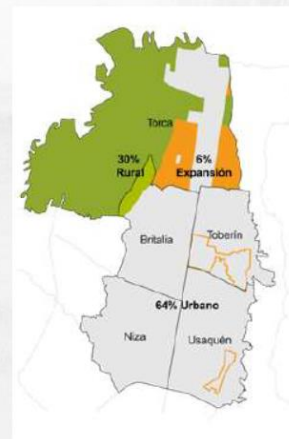 Torca
30%
Rural
6%
Expansión
Britalia
Toberín
64% Urbano
Niza
Usaquén